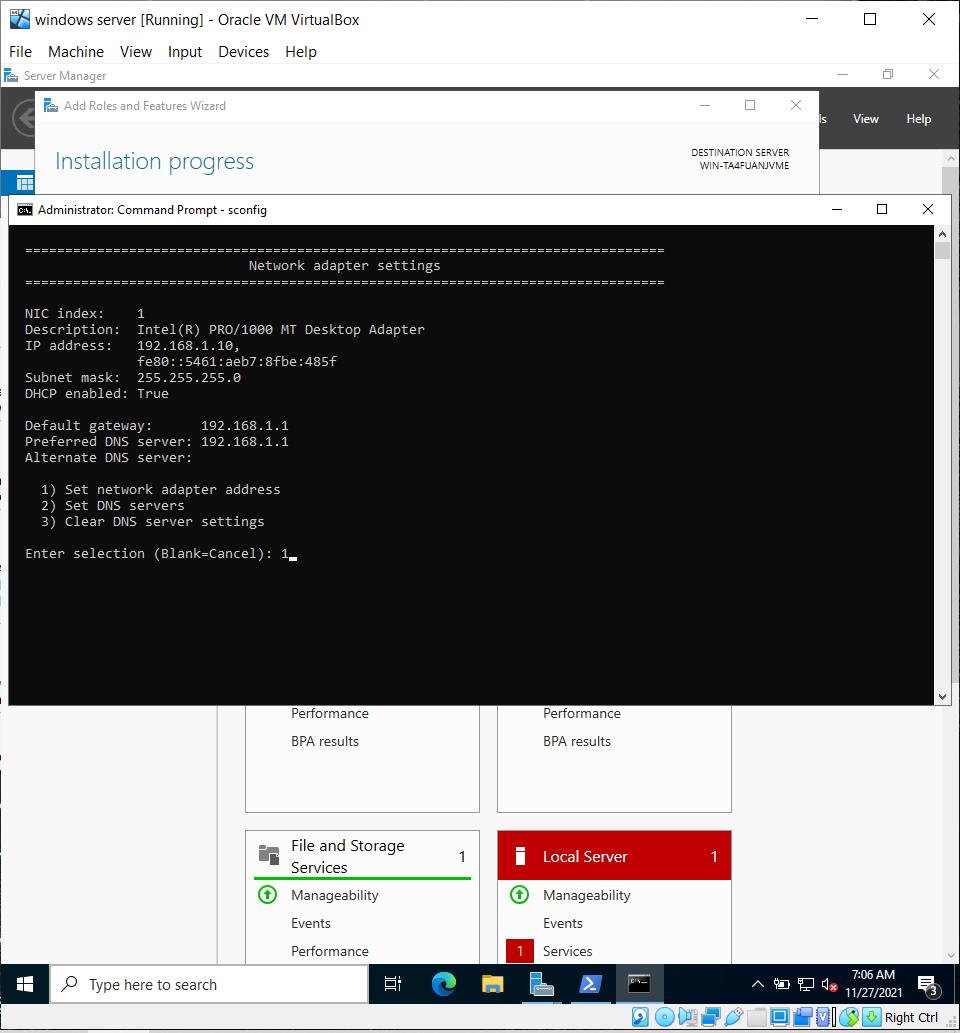 windows server [Running] - Oracle VM VirtualBox
File Machine View Input Devices Help
Server Manager
Add Roles and Features Wizard
ls View Help
Installation progress
DESTINATION SERVER
WIN-TA4FUANJVME
Administrator: Command Prompt - sconfig
================================================================================
Network adapter settings
================================================================================
NIC index: 1
Description: Intel(R) PRO/1000 MT Desktop Adapter
IP address: 192.168.1.10,
fe80::5461:aeb7:8fbe:485f
Subnet mask: 255.255.255.0
DHCP enabled: True
Default gateway: 192.168.1.1
Preferred DNS server: 192.168.1.1
Alternate DNS server:
1) Set network adapter address
2) Set DNS servers
3) Clear DNS server settings
Enter selection (Blank=Cancel): 1
Performance
BPA results
Performance
BPA results
File and Storage
Services
1
Manageability
Events
Performance
Local Server 1
Manageability
Events
1 Services
Type here to search
7:06 AM
11/27/2021
3
Right Ctrl